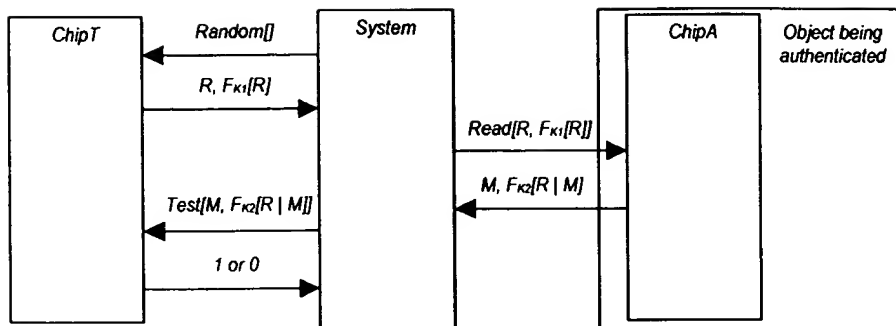 ChipT
System
ChipA
Object being
authenticated
Random[]
R, FK1[R]
Read[R, FK1[R]]
M, FK2[R | M]
Test[M, FK2[R | M]]
1 or 0